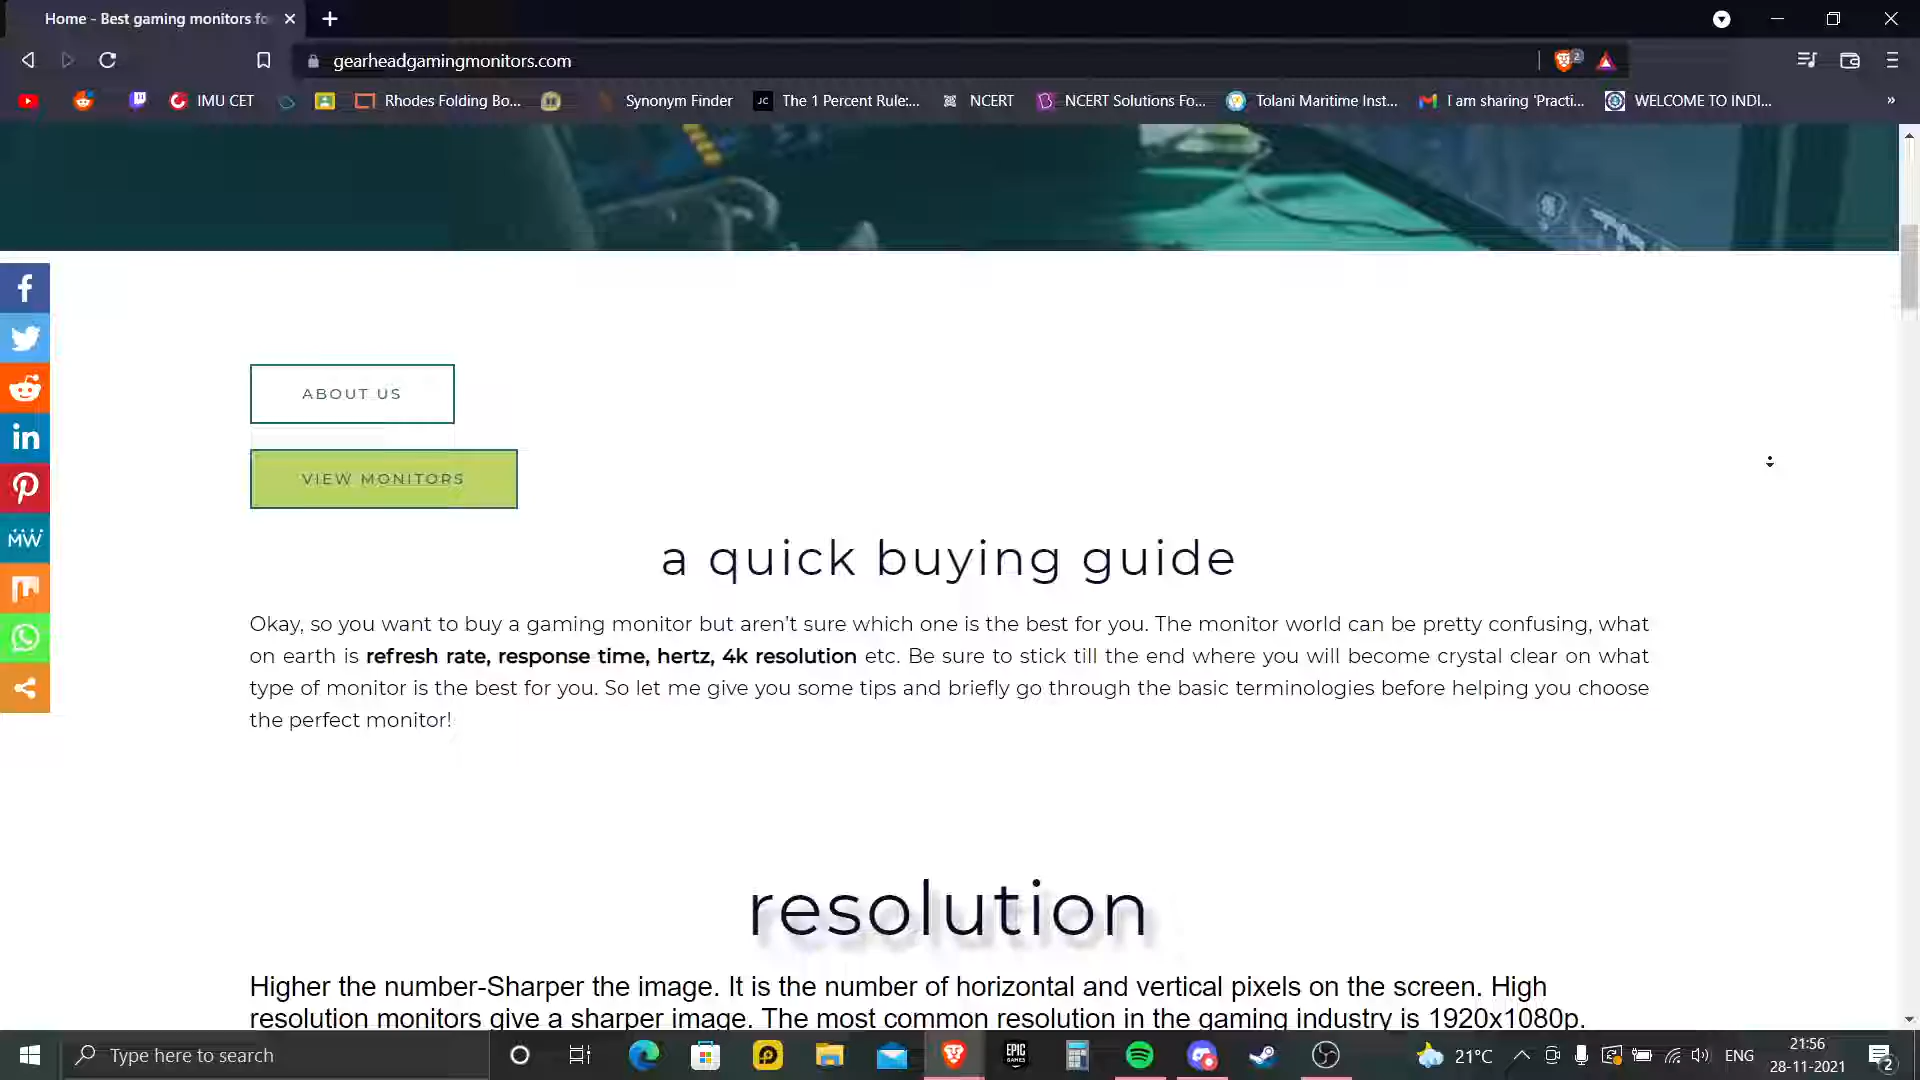 Home - Best gaming monitors fo
gearheadgamingmonitors.com
2
IMU CET
Rhodes Folding Bo...
Synonym Finder
JC
The 1 Percent Rule:...
NCERT
NCERT Solutions Fo...
Tolani Maritime Inst...
I am sharing 'Practi...
WELCOME TO INDI...
»
ABOUT US
VIEW MONITORS
a quick buying guide
Okay, so you want to buy a gaming monitor but aren't sure which one is the best for you. The monitor world can be pretty confusing, what
on earth is refresh rate, response time, hertz, 4k resolution etc. Be sure to stick till the end where you will become crystal clear on what
type of monitor is the best for you. So let me give you some tips and briefly go through the basic terminologies before helping you choose
the perfect monitor!
resolution
Higher the number-Sharper the image. It is the number of horizontal and vertical pixels on the screen. High
resolution monitors give a sharper image. The most common resolution in the gaming industry is 1920x1080p.
in
MW
Type here to search
EPIC
GAMES
21°C
ENG
21:56
28-11-2021
2